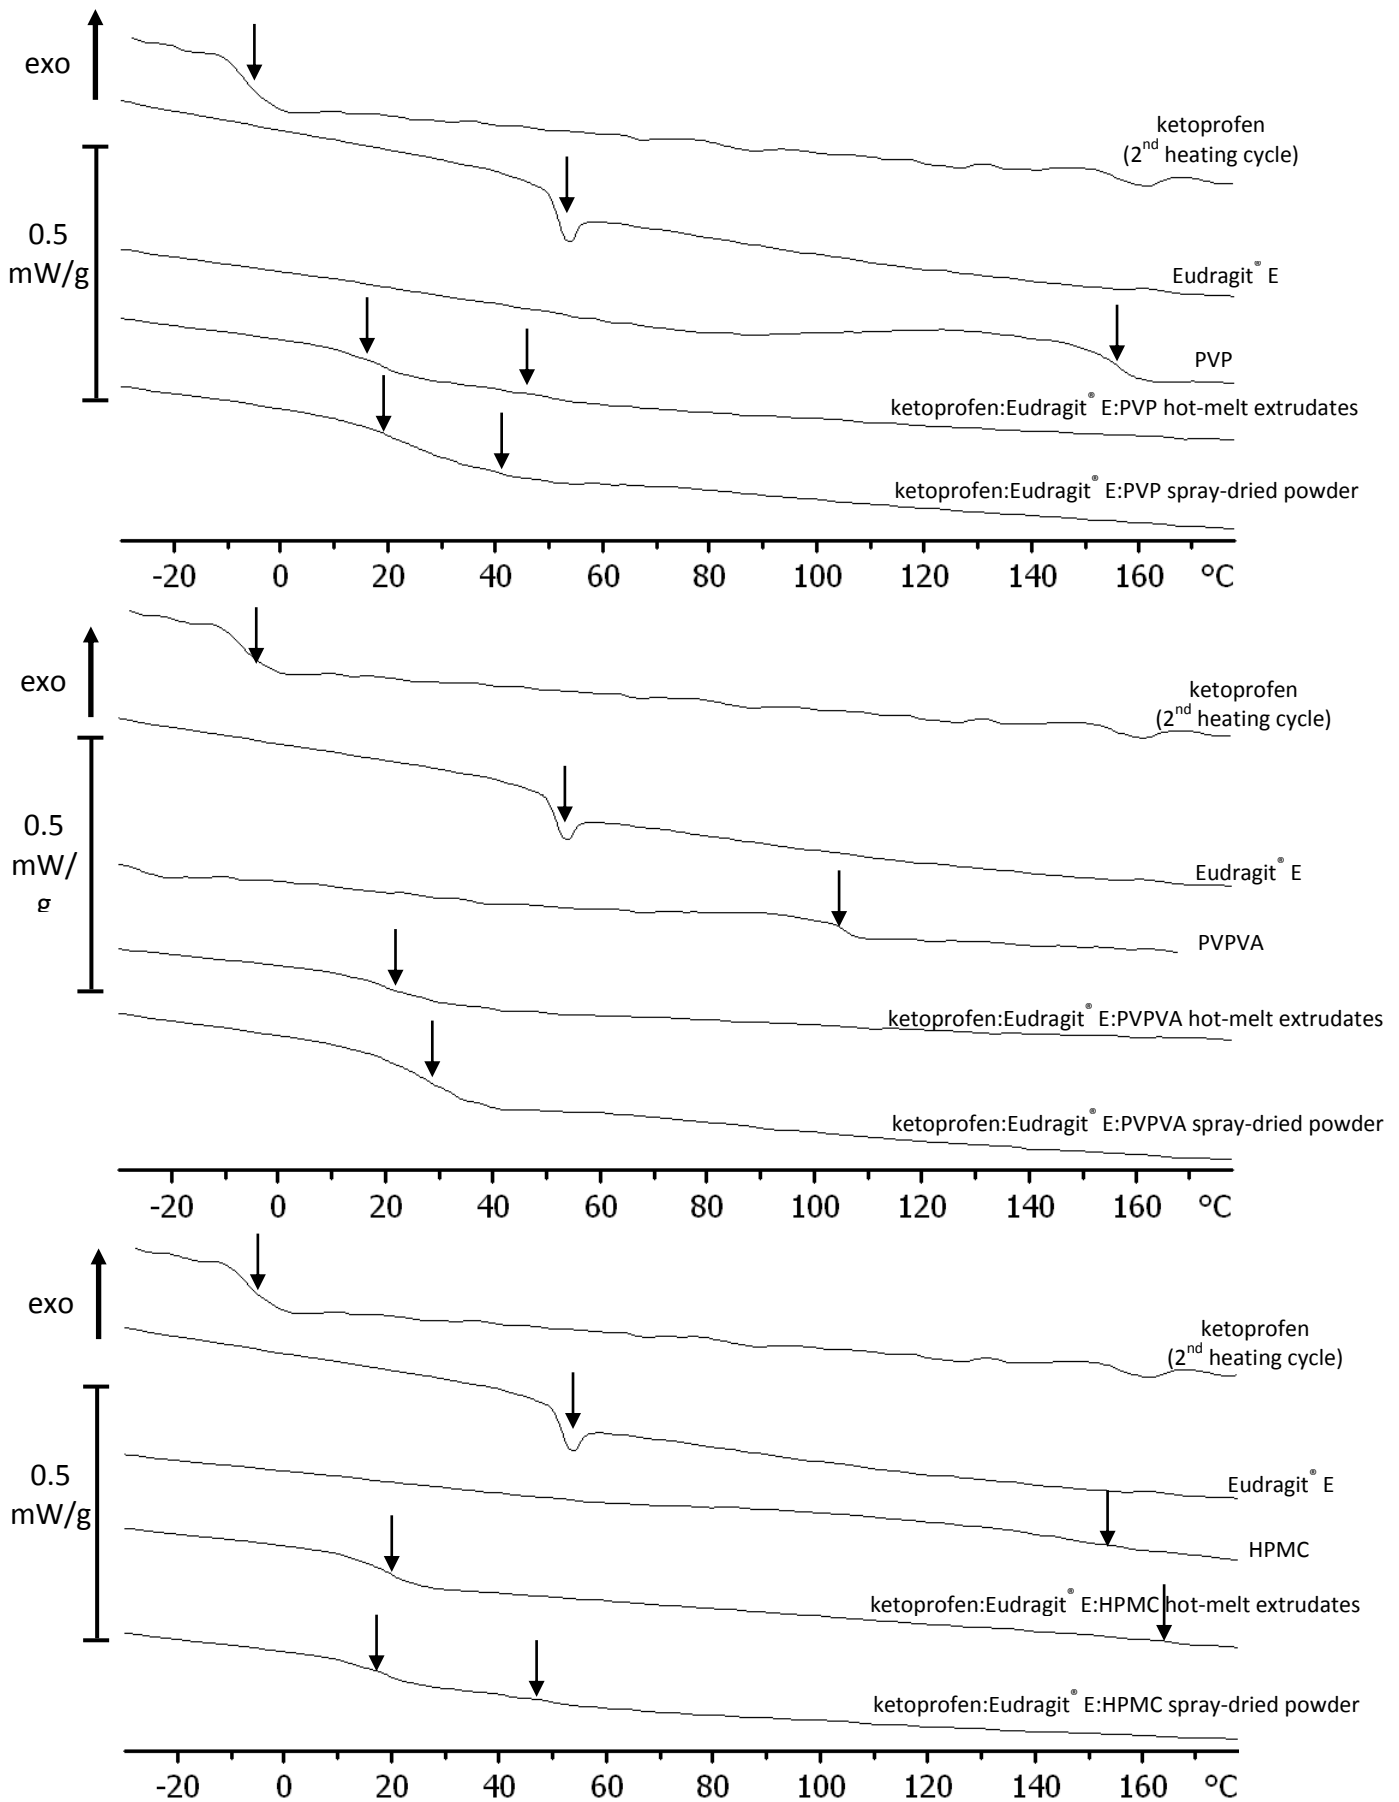 exo
ketoprofen
(2nd heating cycle)
0.5
mW/g
Eudragit® E
PVP
ketoprofen:Eudragit® E:PVP hot-melt extrudates
ketoprofen:Eudragit® E:PVP spray-dried powder
-20 0 20 40 60 80 100 120 140 160 °C
exo
ketoprofen
(2nd heating cycle)
0.5
mW/
g
Eudragit® E
PVPVA
ketoprofen:Eudragit® E:PVPVA hot-melt extrudates
ketoprofen:Eudragit® E:PVPVA spray-dried powder
-20 0 20 40 60 80 100 120 140 160 °C
exo
ketoprofen
(2nd heating cycle)
0.5
mW/g
Eudragit® E
HPMC
ketoprofen:Eudragit® E:HPMC hot-melt extrudates
ketoprofen:Eudragit® E:HPMC spray-dried powder
-20 0 20 40 60 80 100 120 140 160 °C